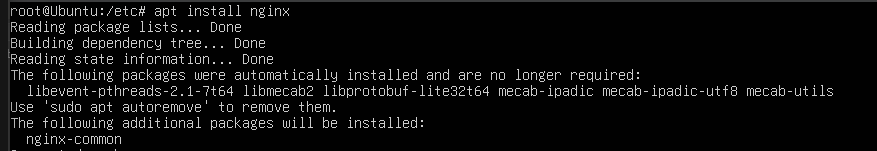 root@Ubuntu:/etc# apt install nginx
Reading package lists... Done
Building dependency tree... Done
Reading state information... Done
The following packages were automatically installed and are no longer required:
  libevent-pthreads-2.1-7t64 libmecab2 libprotobuf-lite32t64 mecab-ipadic mecab-ipadic-utf8 mecab-utils
Use 'sudo apt autoremove' to remove them.
The following additional packages will be installed:
  nginx-common